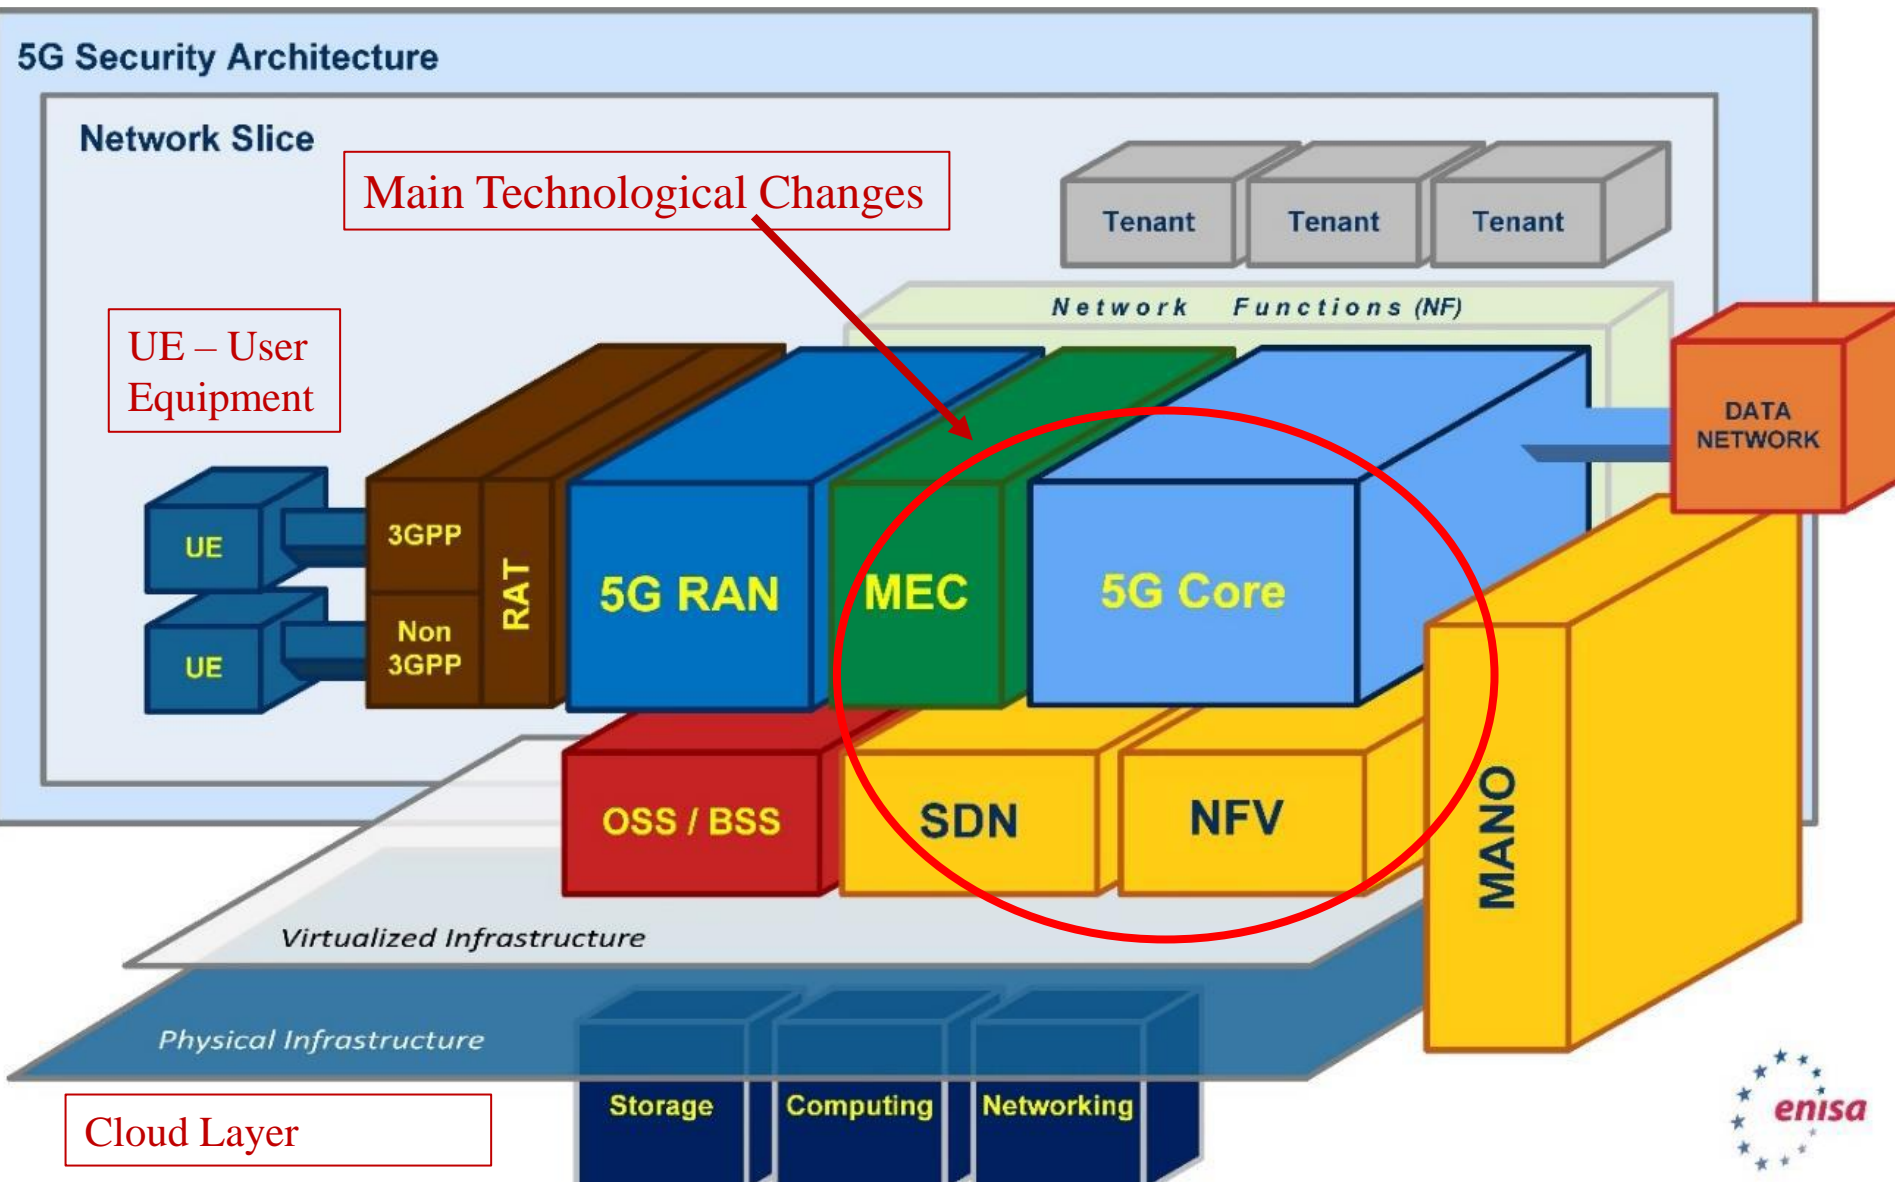 5G Security Architecture
Network Slice
Main Technological Changes
Tenant
Tenant
Tenant
Network Functions (NF)
UE – User
Equipment
DATA
NETWORK
UE
3GPP
RAT
5G RAN
MEC
5G Core
UE
Non
3GPP
OSS / BSS
SDN
NFV
MANO
Virtualized Infrastructure
Physical Infrastructure
Storage
Computing
Networking
Cloud Layer
enisa